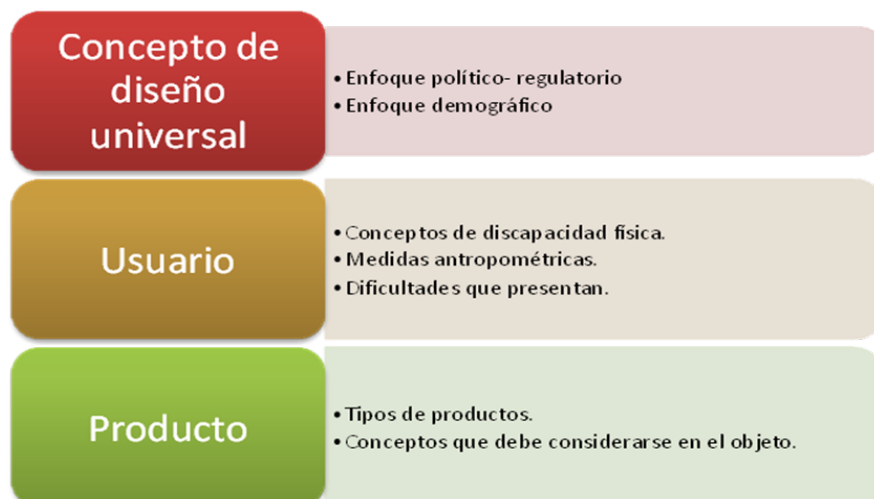 Concepto de
diseño
universal
• Enfoque político- regulatorio
• Enfoque demográfico
Usuario
• Conceptos de discapacidad física.
• Medidas antropométricas.
• Dificultades que presentan.
Producto
• Tipos de productos.
• Conceptos que debe considerarse en el objeto.